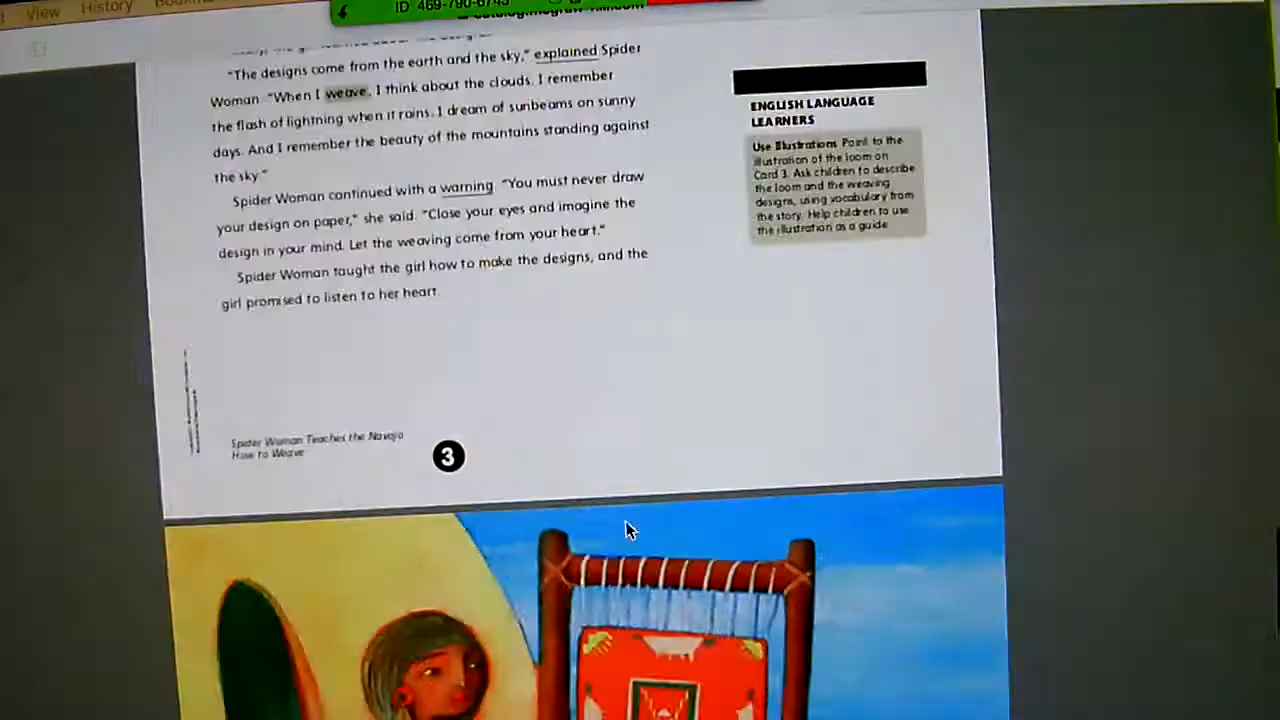 View History
ID 469-790-6743
"The designs come from the earth and the sky," explained Spider
Woman. "When I weave, I think about the clouds. I remember
the flash of lightning when it rains. I dream of sunbeams on sunny
days. And I remember the beauty of the mountains standing against
the sky."
Spider Woman continued with a warning. "You must never draw
your design on paper," she said. "Close your eyes and imagine the
design in your mind. Let the weaving come from your heart."
Spider Woman taught the girl how to make the designs, and the
girl promised to listen to her heart.
Spider Woman Teaches the Navajo
How to Weave
3
ENGLISH LANGUAGE
LEARNERS
Use Illustrations Point to the
illustration of the loom on
Card 3. Ask children to describe
the loom and the weaving
designs, using vocabulary from
the story. Help children to use
the illustration as a guide